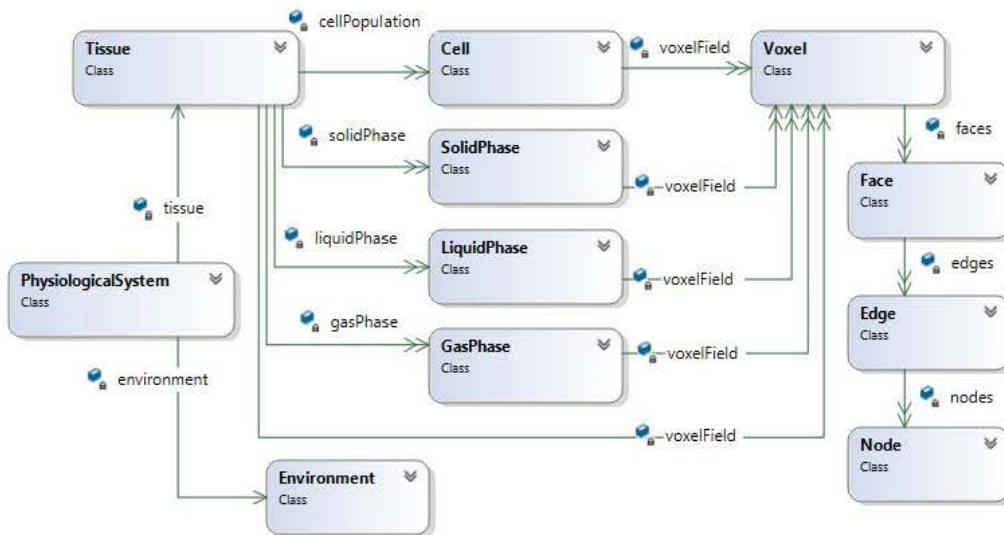 cellPopulation
Tissue
Class
Cell
Class
voxelField
Voxel
Class
solidPhase
SolidPhase
Class
voxelField
faces
Face
Class
tissue
liquidPhase
LiquidPhase
Class
voxelField
edges
PhysiologicalSystem
Class
gasPhase
GasPhase
Class
voxelField
Edge
Class
environment
nodes
voxelField
Node
Class
Environment
Class